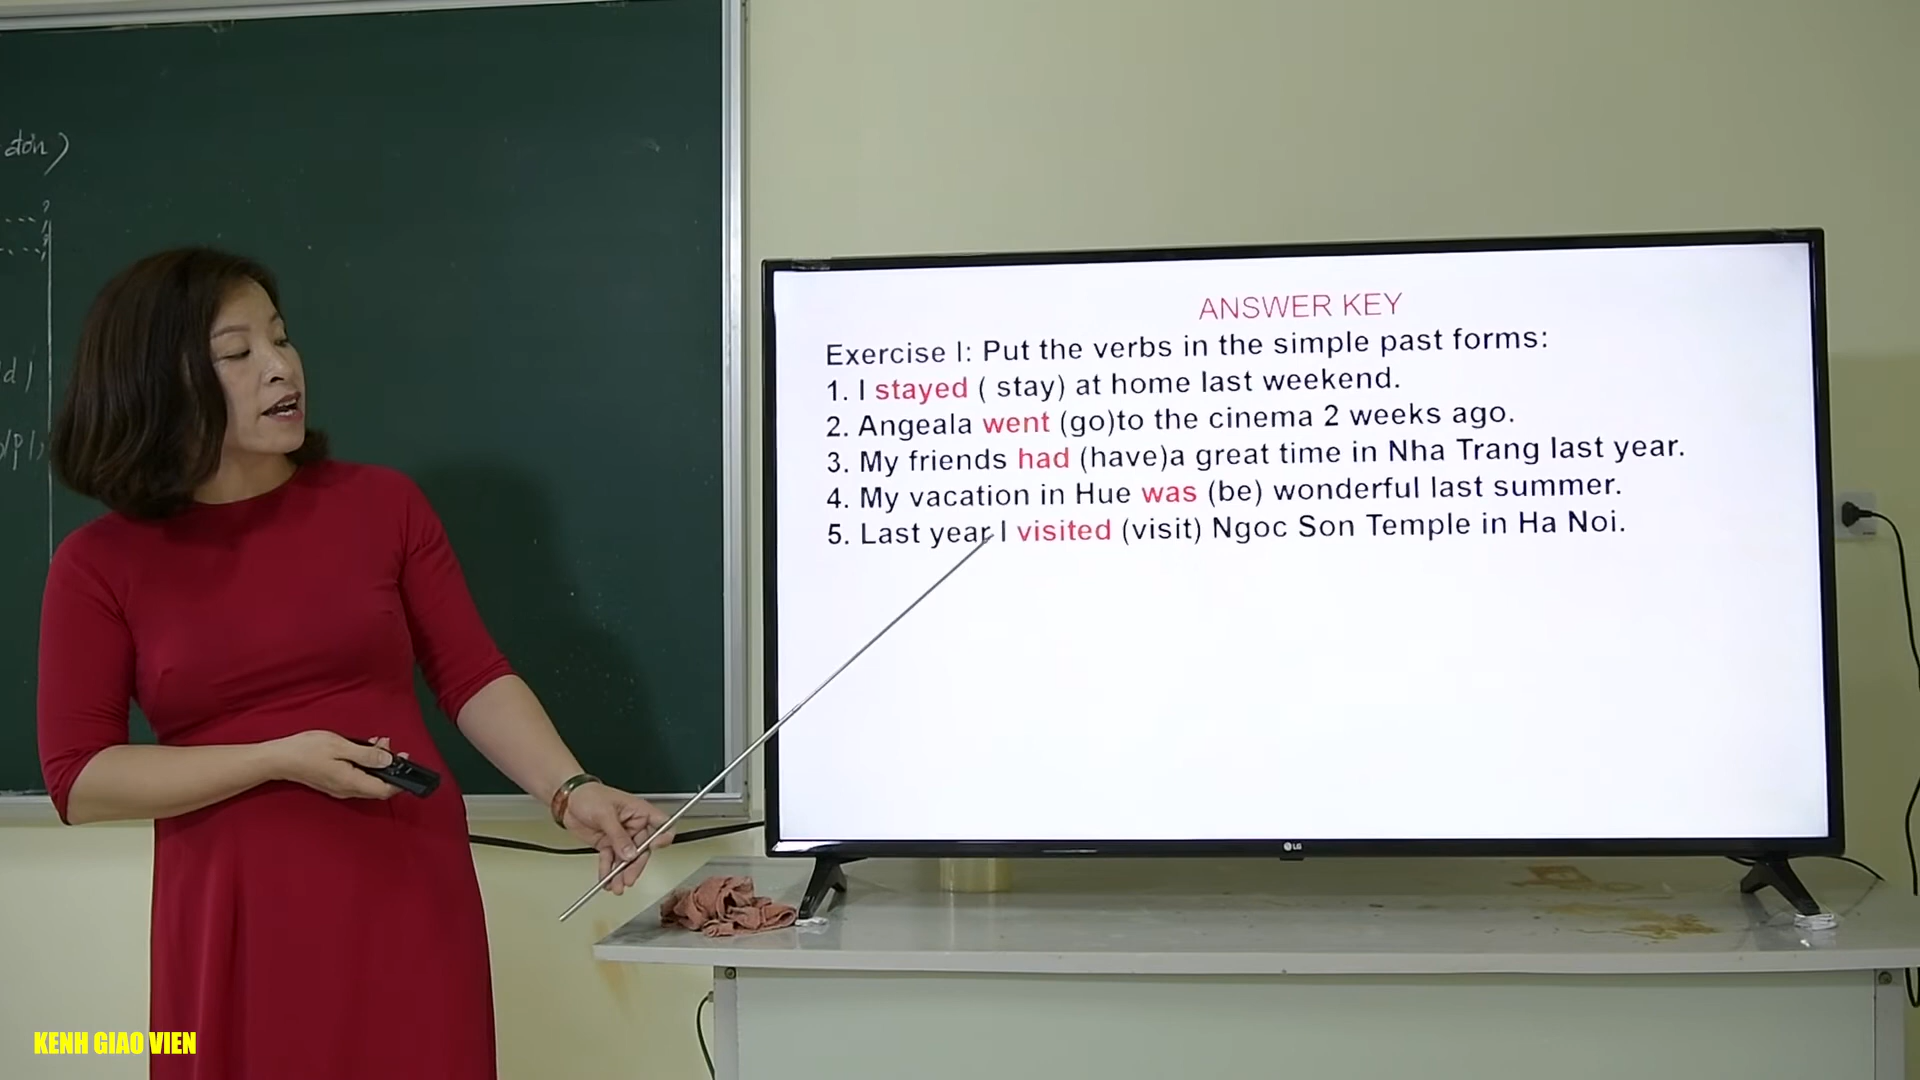 đơn)
ANSWER KEY
Exercise I: Put the verbs in the simple past forms:
1. I stayed ( stay) at home last weekend.
2. Angeala went (go)to the cinema 2 weeks ago.
3. My friends had (have)a great time in Nha Trang last year.
4. My vacation in Hue was (be) wonderful last summer.
5. Last year I visited (visit) Ngoc Son Temple in Ha Noi.
LG
KENH GIAO VIEN